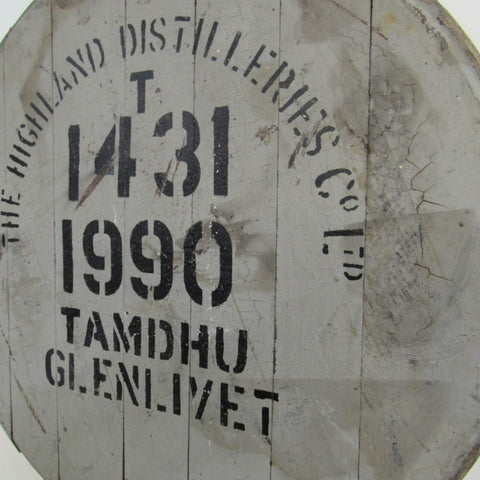 THE HIGHLAND DISTILLERIES Co LTD
T
1431
1990
TAMDHU
GLENLIVET